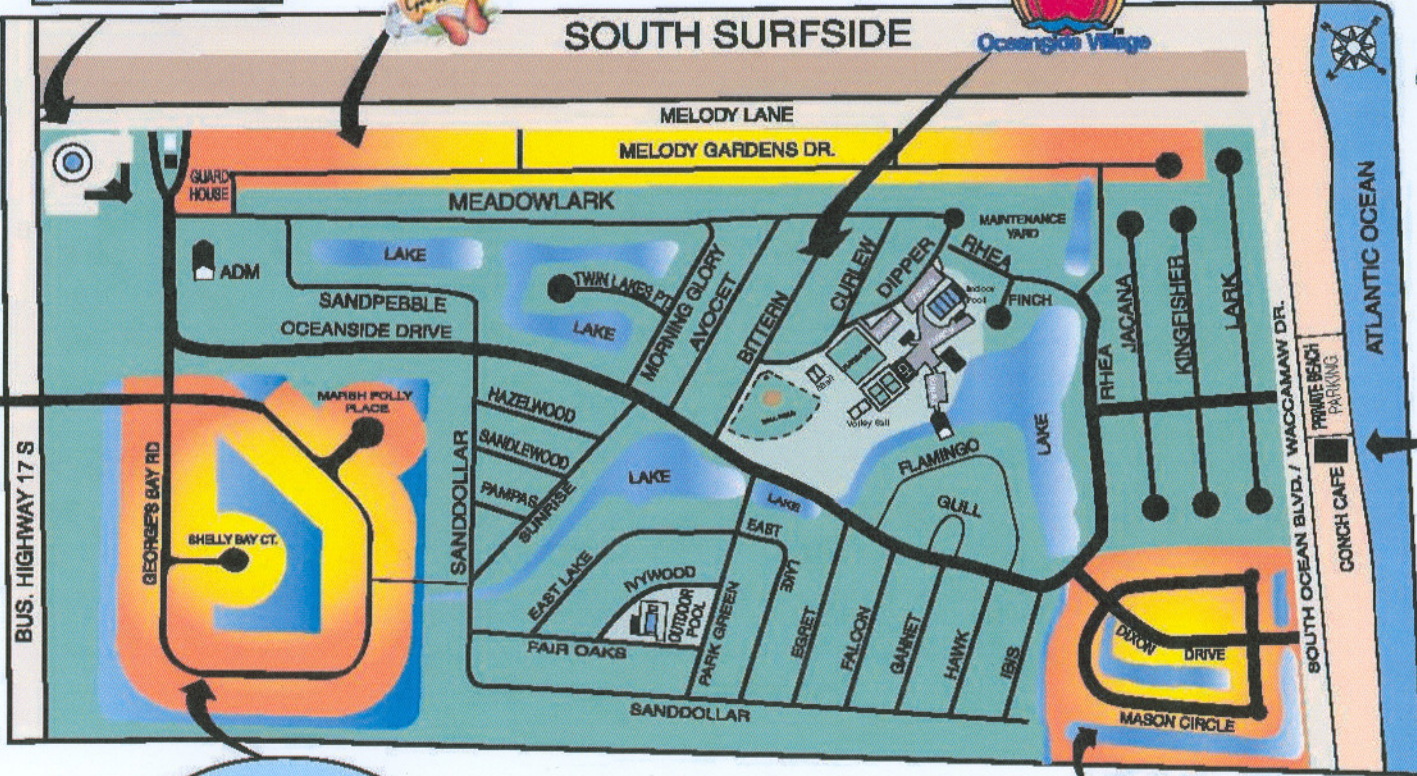 SOUTH SURFSIDE
Oceanside Village
MELODY LANE
MELODY GARDENS DR.
GUARD
HOUSE
MEADOWLARK
MAINTENANCE
YARD
ADM
LAKE
TWIN LAKES PT
LAKE
SANDPEBBLE
OCEANSIDE DRIVE
MORNING GLORY
AVOCIET
BITTERN
CURLEW
DIPPER
RHEA
Indoor
Pool
FINCH
RHEA
JACANA
KINGFISHER
LARK
ATLANTIC OCEAN
SOUTH OCEAN BLVD. / WACCAMAW DR.
PRIVATE BEACH
PARKING
CONCH CAFE
BUS. HIGHWAY 17 S
GEORGES BAY RD
MARSH FOLLY
PLACE
SHELLY BAY CT.
SANDDOLLAR
HAZELWOOD
SANDLEWOOD
PAMPAS
SUNRISE
LAKE
Volley Ball
FLAMINGO
GULL
LAKE
LAKE
EAST
LAKE
EAST LAKE
IVYWOOD
OUTDOOR
POOL
FAIR OAKS
PARK GREEN
EGRET
FALCON
GANNET
HAWK
IBIS
SANDDOLLAR
DIXON
DRIVE
MASON CIRCLE